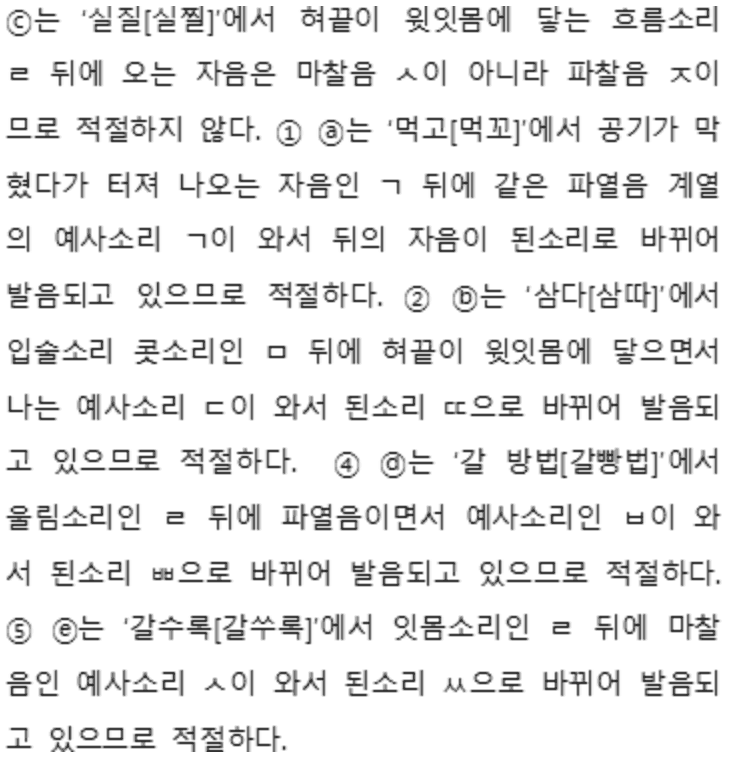 ⓒ는 ‘실질[실찔]’에서 혀끝이 윗잇몸에 닿는 흐름소리
ㄹ 뒤에 오는 자음은 마찰음 ㅅ이 아니라 파찰음 ㅈ이
므로 적절하지 않다. ① ⓐ는 ‘먹고[먹꼬]’에서 공기가 막
혔다가 터져 나오는 자음인 ㄱ 뒤에 같은 파열음 계열
의 예사소리 ㄱ이 와서 뒤의 자음이 된소리로 바뀌어
발음되고 있으므로 적절하다. ② ⓑ는 ‘삼다[삼따]’에서
입술소리 콧소리인 ㅁ 뒤에 혀끝이 윗잇몸에 닿으면서
나는 예사소리 ㄷ이 와서 된소리 ㄸ으로 바뀌어 발음되
고 있으므로 적절하다. ④ ⓓ는 ‘갈 방법[갈빵법]’에서
울림소리인 ㄹ 뒤에 파열음이면서 예사소리인 ㅂ이 와
서 된소리 ㅃ으로 바뀌어 발음되고 있으므로 적절하다.
⑤ ⓔ는 ‘갈수록[갈쑤록]’에서 잇몸소리인 ㄹ 뒤에 마찰
음인 예사소리 ㅅ이 와서 된소리 ㅆ으로 바뀌어 발음되
고 있으므로 적절하다.